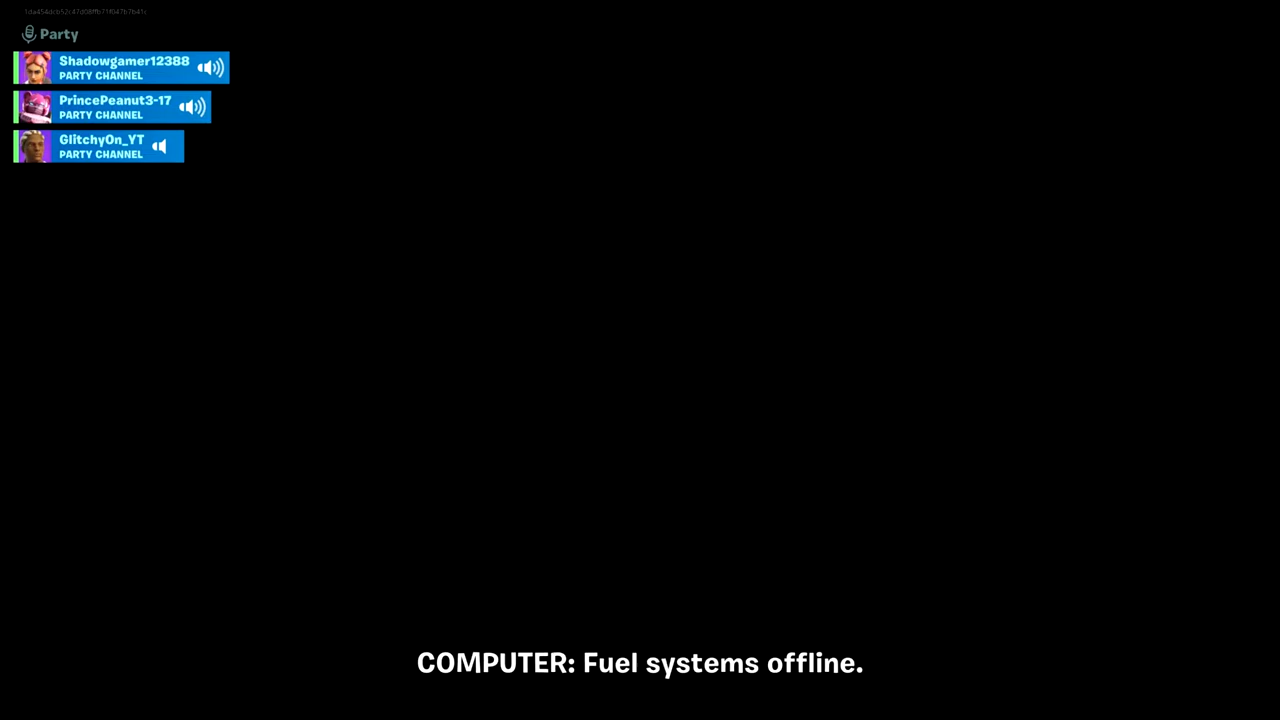 Party
Shadowgamer12388
PARTY CHANNEL
PrincePeanut3-17
PARTY CHANNEL
GlitchyOn_YT
PARTY CHANNEL
COMPUTER: Fuel systems offline.